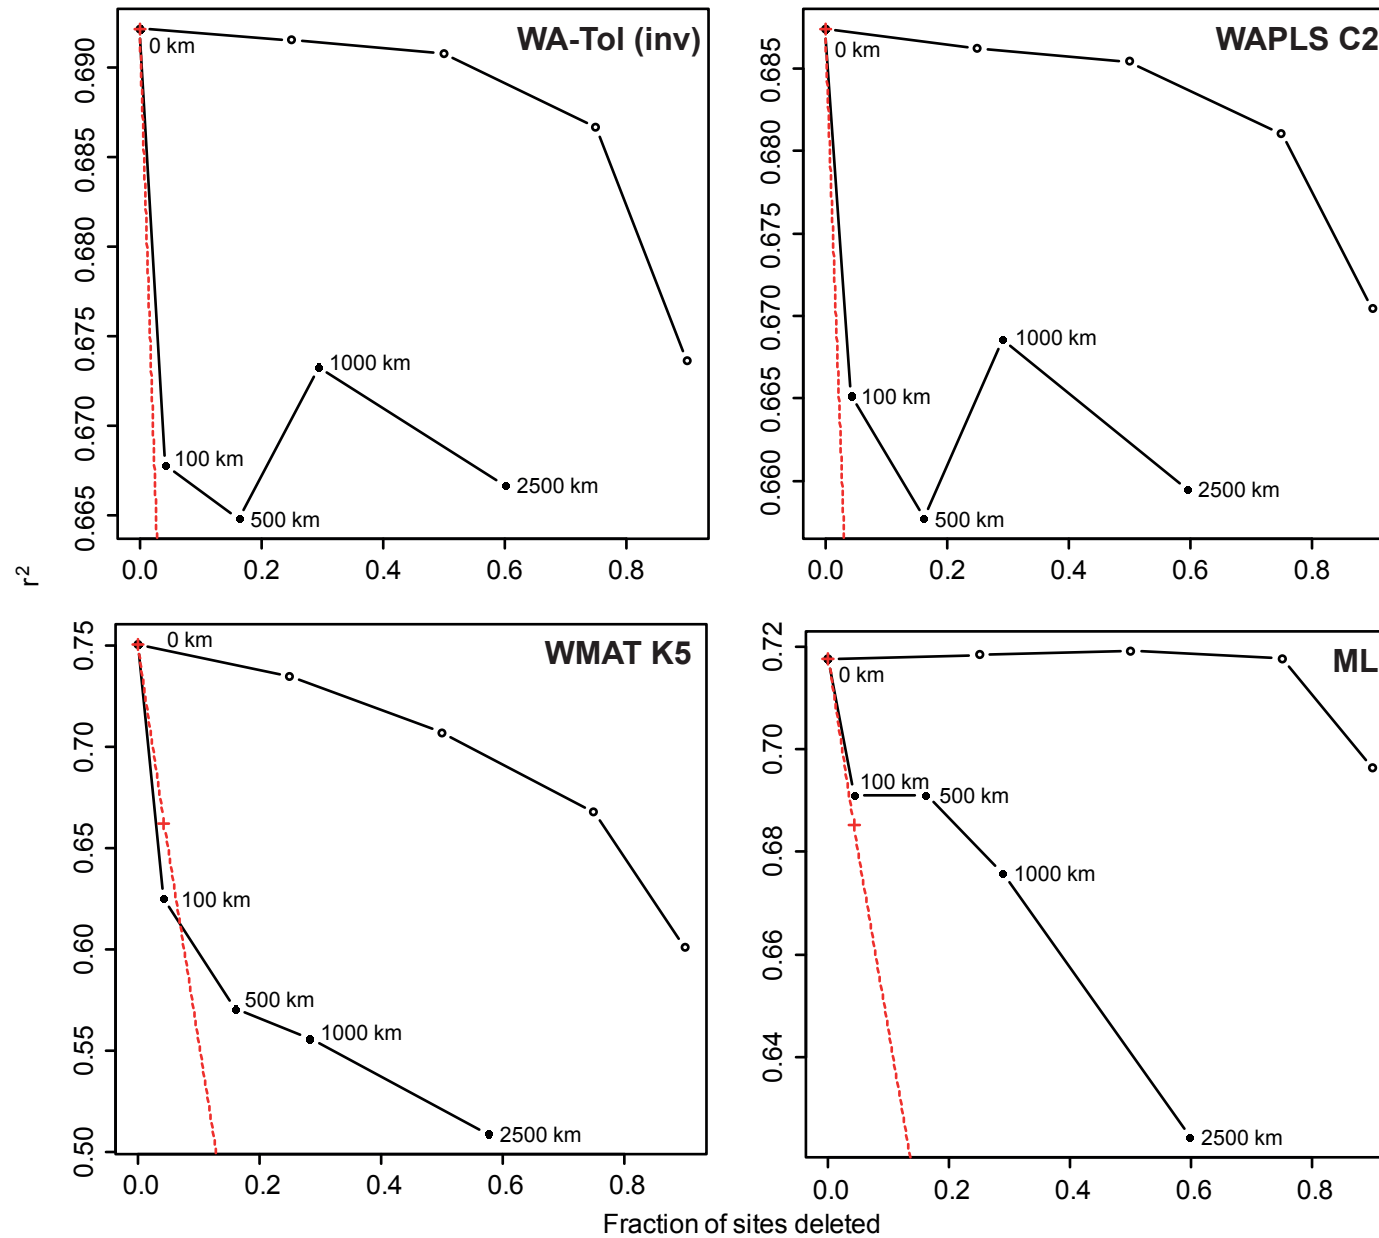 WA-Tol (inv)
0.690
0.685
0.680
0.675
0.670
0.665
0 km
100 km
500 km
1000 km
2500 km
0.0 0.2 0.4 0.6 0.8
WAPLS C2
0.685
0.680
0.675
0.670
0.665
0.660
0 km
100 km
500 km
1000 km
2500 km
0.0 0.2 0.4 0.6 0.8
r²
WMAT K5
0.75
0.70
0.65
0.60
0.55
0.50
0 km
100 km
500 km
1000 km
2500 km
0.0 0.2 0.4 0.6 0.8
ML
0.72
0.70
0.68
0.66
0.64
0 km
100 km
500 km
1000 km
2500 km
0.0 0.2 0.4 0.6 0.8
Fraction of sites deleted